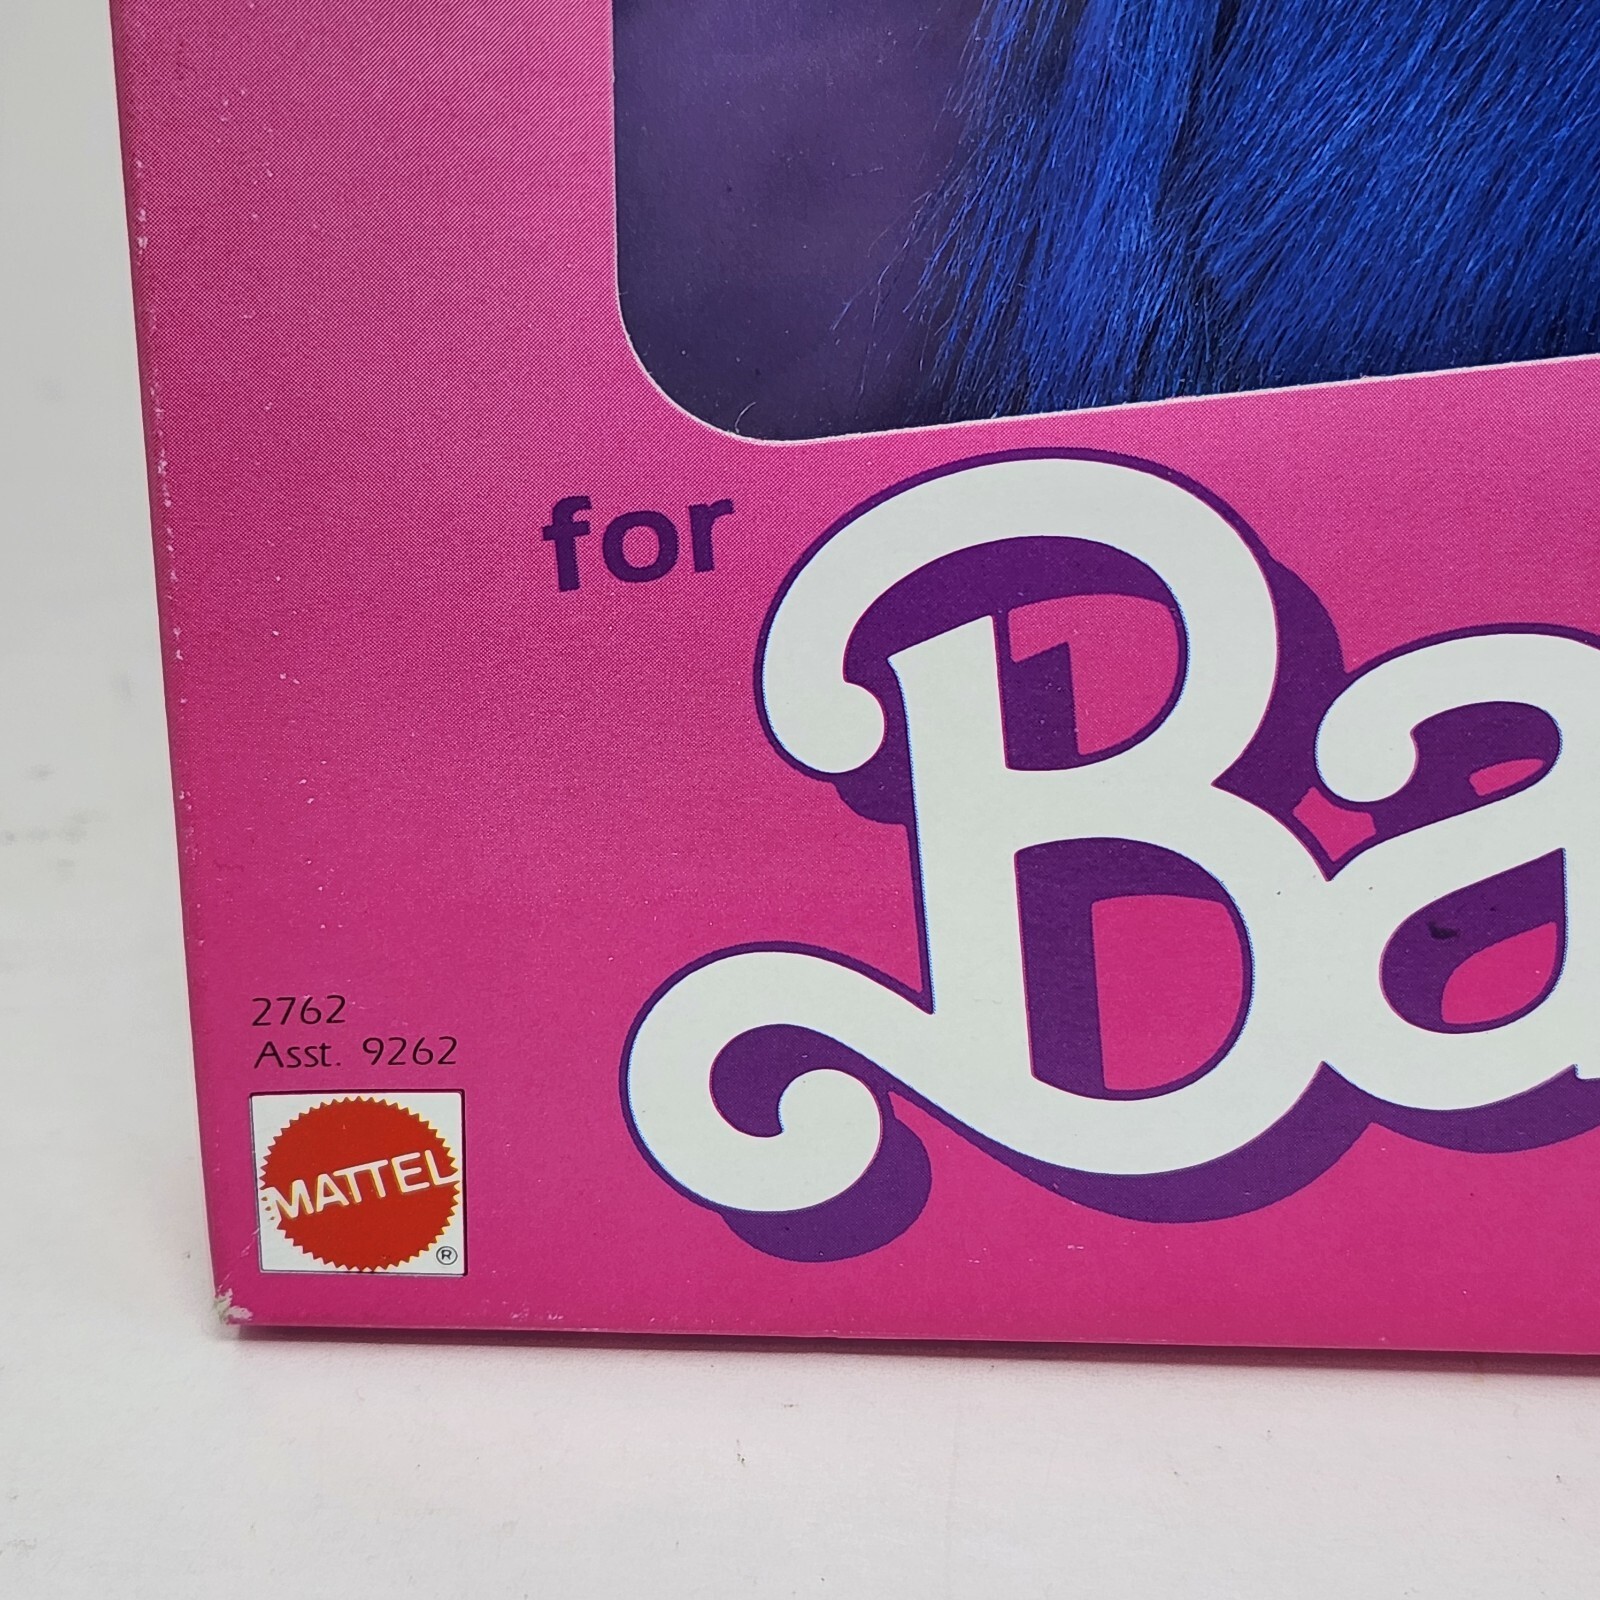 for Ba
2762
Asst. 9262
MATTEL
®